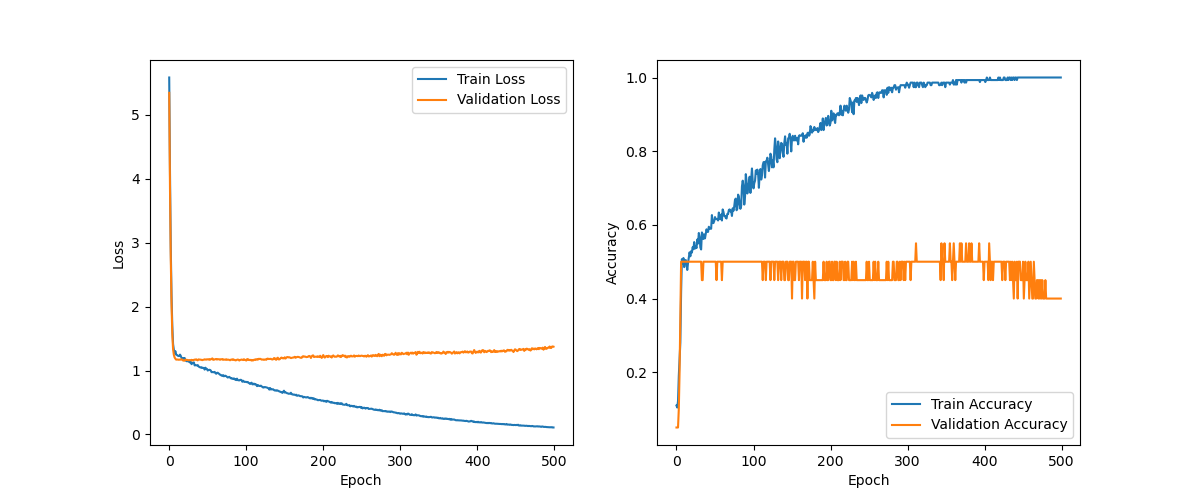 Train Loss
Validation Loss
5
4
3
2
1
0
Loss
0 100 200 300 400 500
Epoch
1.0
0.8
0.6
0.4
0.2
Accuracy
Train Accuracy
Validation Accuracy
0 100 200 300 400 500
Epoch